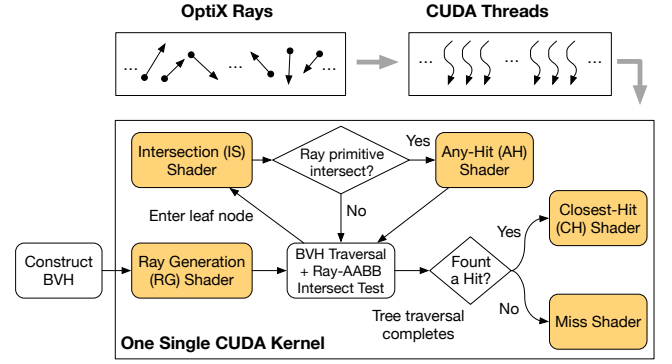 OptiX Rays
CUDA Threads
... ... ...
... ... ...
Intersection (IS)
Shader
Ray primitive
intersect?
Yes
Any-Hit (AH)
Shader
Enter leaf node
No
Construct
BVH
Ray Generation
(RG) Shader
BVH Traversal
+ Ray-AABB
Intersect Test
Fount
a Hit?
Yes
Closest-Hit
(CH) Shader
No
Miss Shader
Tree traversal
completes
One Single CUDA Kernel